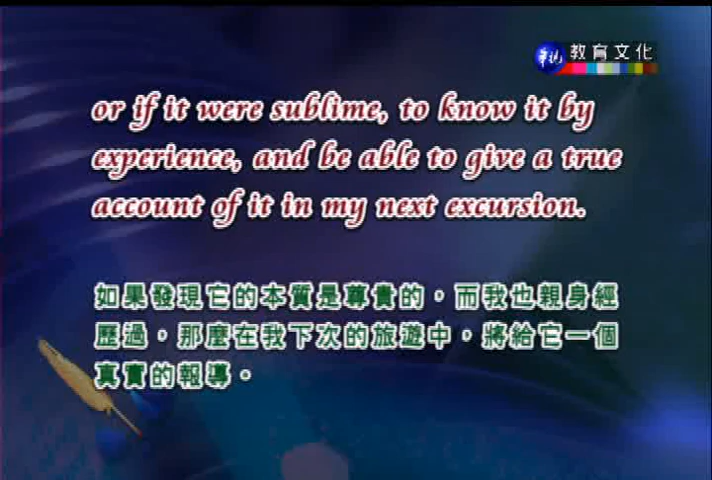 華視 教育文化
or if it were sublime, to know it by
experience, and be able to give a true
account of it in my next excursion.
如果發現它的本質是尊貴的，而我也親身經
歷過，那麼在我下次的旅遊中，將給它一個
真實的報導。